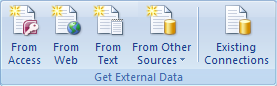 From Access
From Web
From Text
From Other Sources
Existing Connections
Get External Data